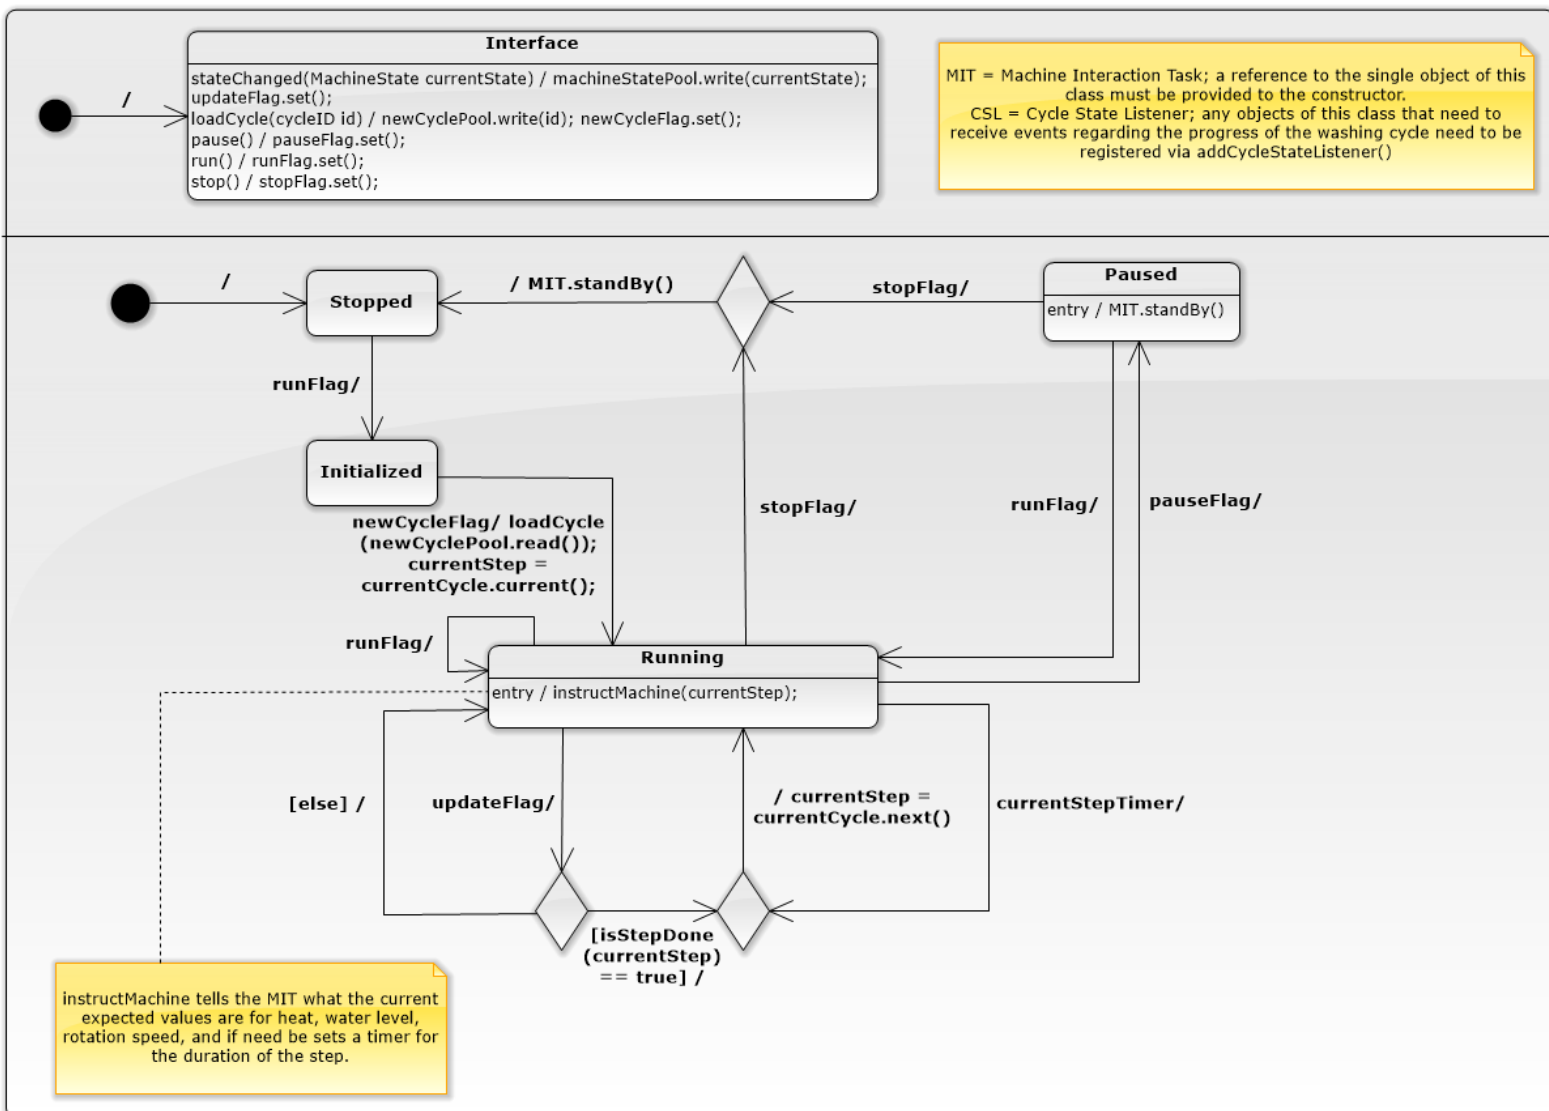 Interface
stateChanged(MachineState currentState) / machineStatePool.write(currentState);
updateFlag.set();
loadCycle(cycleID id) / newCyclePool.write(id); newCycleFlag.set();
pause() / pauseFlag.set();
run() / runFlag.set();
stop() / stopFlag.set();
/
MIT = Machine Interaction Task; a reference to the single object of this
class must be provided to the constructor.
CSL = Cycle State Listener; any objects of this class that need to
receive events regarding the progress of the washing cycle need to be
registered via addCycleStateListener()
/
Stopped
/ MIT.standBy()
stopFlag/
Paused
entry / MIT.standBy()
runFlag/
Initialized
newCycleFlag/ loadCycle
(newCyclePool.read());
currentStep =
currentCycle.current();
stopFlag/
runFlag/
pauseFlag/
runFlag/
Running
entry / instructMachine(currentStep);
[else] /
updateFlag/
/ currentStep =
currentCycle.next()
currentStepTimer/
[isStepDone
(currentStep)
== true] /
instructMachine tells the MIT what the current
expected values are for heat, water level,
rotation speed, and if need be sets a timer for
the duration of the step.